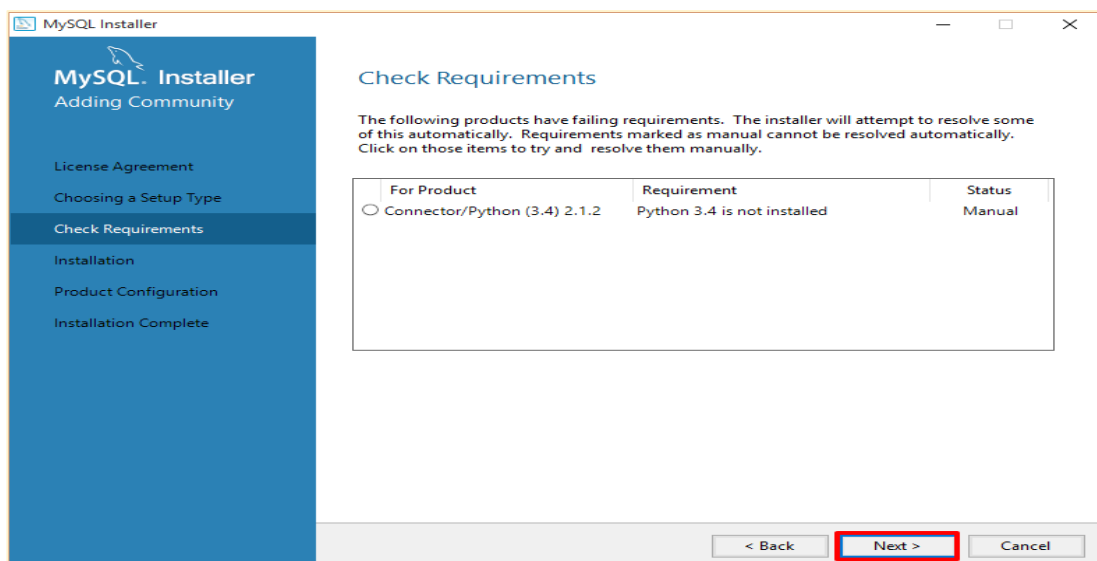 MySQL Installer
MySQL. Installer
Adding Community
License Agreement
Choosing a Setup Type
Check Requirements
Installation
Product Configuration
Installation Complete
Check Requirements
The following products have failing requirements. The installer will attempt to resolve some
of this automatically. Requirements marked as manual cannot be resolved automatically.
Click on those items to try and resolve them manually.
For Product Requirement Status
Connector/Python (3.4) 2.1.2 Python 3.4 is not installed Manual
< Back Next > Cancel